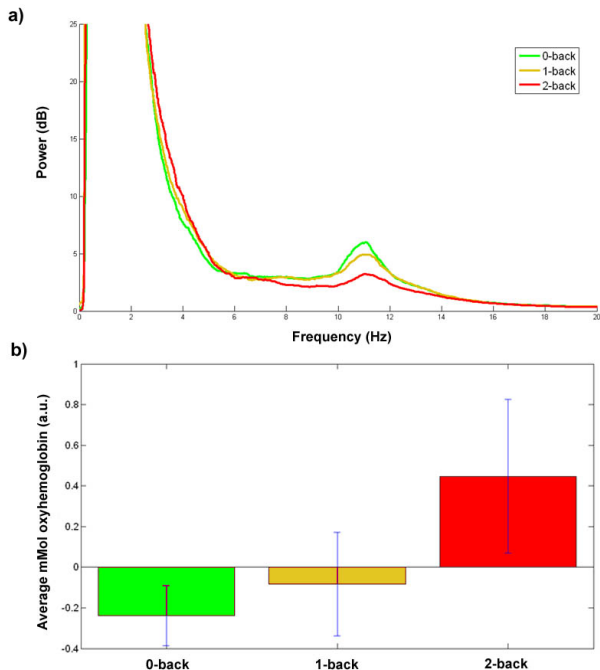 a)
25
20
15
10
5
0
0
2
4
6
8
10
12
14
16
18
20
Power (dB)
Frequency (Hz)
0-back
1-back
2-back
b)
1
0.8
0.6
0.4
0.2
0
-0.2
-0.4
Average mMol oxyhemoglobin (a.u.)
0-back
1-back
2-back